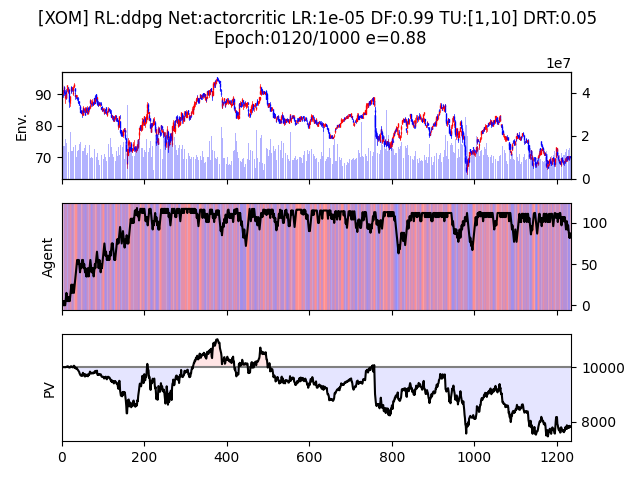 [XOM] RL:ddpg Net:actorcritic LR:1e-05 DF:0.99 TU:[1,10] DRT:0.05
Epoch:0120/1000 e=0.88
1e7
90
80
70
Env.
4
2
0
Agent
100
50
0
PV
10000
8000
0 200 400 600 800 1000 1200